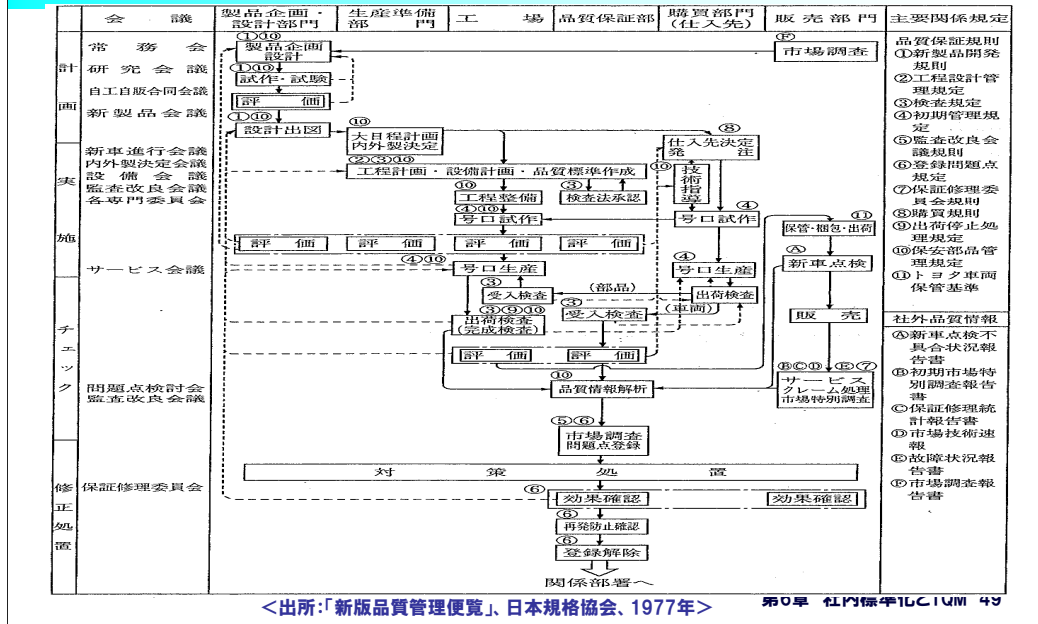 会議
製品企画・
設計部門
生産準備
部門
工場
品質保証部
購買部門
(仕入先)
販売部門
主要関係規定
計画
実施
チェック
修正処置
常務会
研究会議
自工自販合同会議
新製品会議
新車進行会議
内外製決定会議
設備会議
監査改良会議
各専門委員会
サービス会議
問題点検討会
監査改良会議
保証修理委員会
①⑩
製品企画
設計
Ⓕ
市場調査
①⑩
試作・試験
評価
①⑩
設計出図
⑩
大日程計画
内外製決定
⑧
仕入先決定
発注
②③⑩
工程計画・設備計画・品質標準作成
⑩
技術指導
⑩
工程整備
③
検査法承認
④⑩
号口試作
④
号口試作
⑪
保管・梱包・出荷
評価
評価
評価
評価
Ⓐ
新車点検
④⑩
号口生産
④
号口生産
③
受入検査
(部品)
出荷検査
③⑨⑩
出荷検査
(完成検査)
③
受入検査
(車両)
販売
評価
評価
ⒷⒸⒹ
Ⓔ⑦
サービス
クレーム処理
市場特別調査
⑩
品質情報解析
⑤⑥
市場調査
問題点登録
対策処置
⑥
効果確認
効果確認
⑥
再発防止確認
⑥
登録解除
関係部署へ
品質保証規則
①新製品開発
規則
②工程設計管
理規定
③検査規定
④初期管理規
定
⑤監査改良会
議規則
⑥登録問題点
規定
⑦保証修理委
員会規則
⑧購買規則
⑨出荷停止処
理規定
⑩保安部品管
理規定
⑪トヨタ車両
保管基準
社外品質情報
Ⓐ新車点検不
具合状況報
告書
Ⓑ初期市場特
別調査報告
書
Ⓒ保証修理統
計報告書
Ⓓ市場技術速
報
Ⓔ故障状況報
告書
Ⓕ市場調査報
告書
<出所:「新版品質管理便覧」、日本規格協会、1977年>
第6章 社内標準化とTQM 49